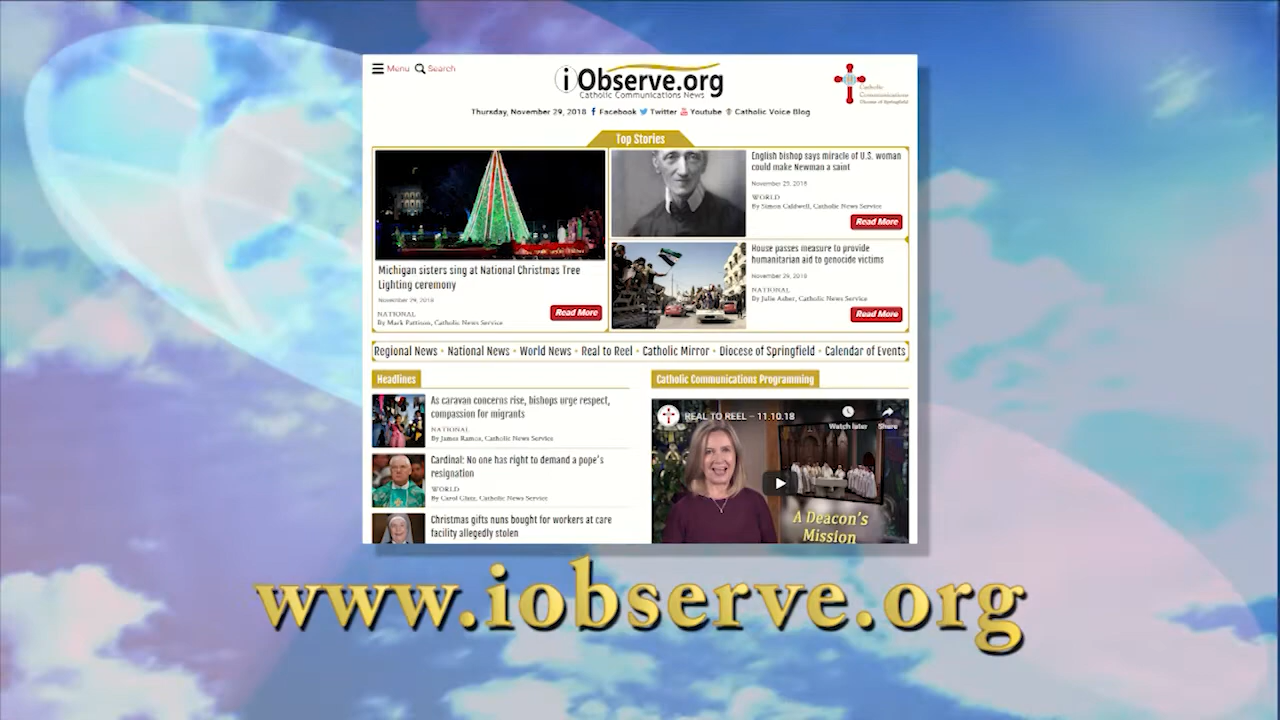 Menu Search
iObserve.org
Catholic Communications News
Catholic
Communications
Diocese of Springfield
Thursday, November 29, 2018 Facebook Twitter Youtube Catholic Voice Blog
Top Stories
Michigan sisters sing at National Christmas Tree
Lighting ceremony
November 29, 2018
NATIONAL
By Mark Pattison, Catholic News Service
Read More
English bishop says miracle of U.S. woman
could make Newman a saint
November 29, 2018
WORLD
By Simon Caldwell, Catholic News Service
Read More
House passes measure to provide
humanitarian aid to genocide victims
November 29, 2018
NATIONAL
By Julie Asher, Catholic News Service
Read More
Regional News • National News • World News • Real to Reel • Catholic Mirror • Diocese of Springfield • Calendar of Events
Headlines
As caravan concerns rise, bishops urge respect,
compassion for migrants
NATIONAL
By James Ramos, Catholic News Service
Cardinal: No one has right to demand a pope's
resignation
WORLD
By Carol Glatz, Catholic News Service
Christmas gifts nuns bought for workers at care
facility allegedly stolen
Catholic Communications Programming
REAL TO REEL – 11.10.18
Watch later Share
A Deacon's
Mission
www.iobserve.org